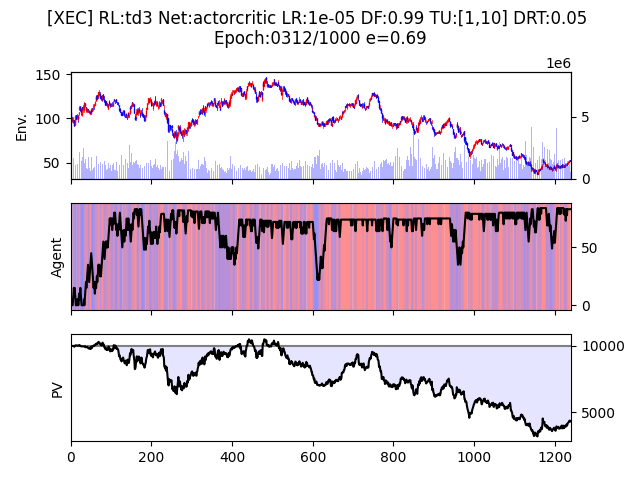 [XEC] RL:td3 Net:actorcritic LR:1e-05 DF:0.99 TU:[1,10] DRT:0.05
Epoch:0312/1000 e=0.69
1e6
150
100
50
Env.
5
0
Agent
50
0
PV
10000
5000
0 200 400 600 800 1000 1200